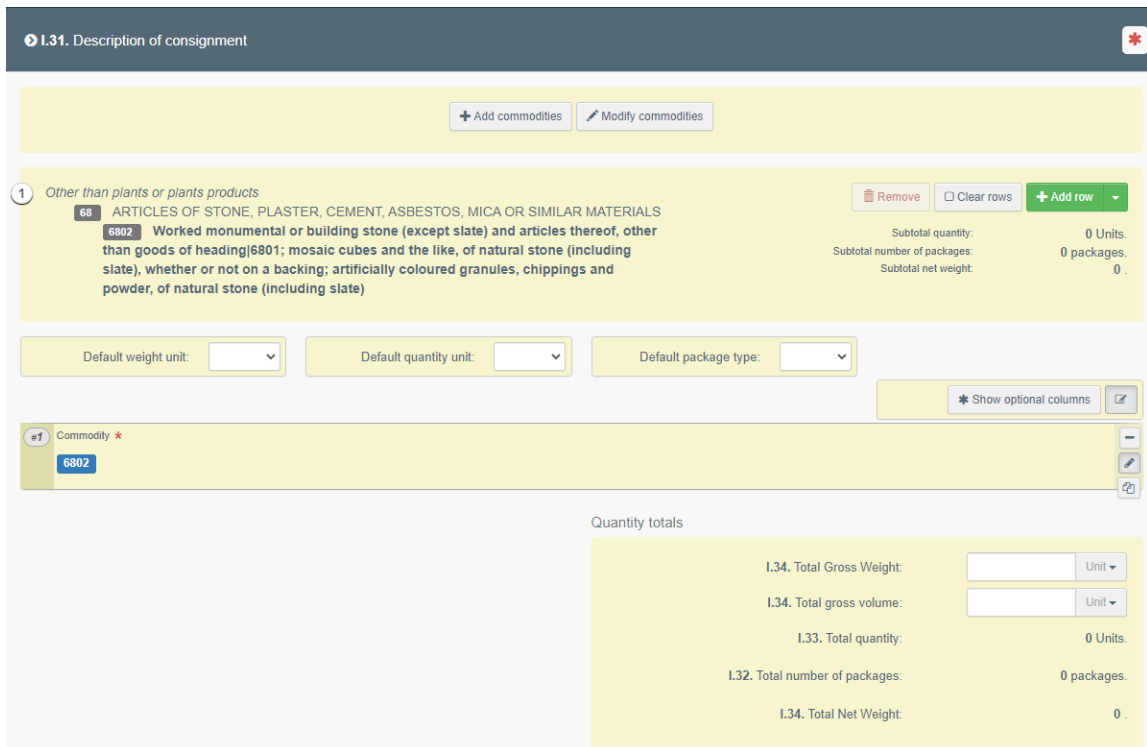 I.31. Description of consignment
Add commodities Modify commodities
1 Other than plants or plants products
Remove Clear rows Add row
68 ARTICLES OF STONE, PLASTER, CEMENT, ASBESTOS, MICA OR SIMILAR MATERIALS
6802 Worked monumental or building stone (except slate) and articles thereof, other
than goods of heading|6801; mosaic cubes and the like, of natural stone (including
slate), whether or not on a backing; artificially coloured granules, chippings and
powder, of natural stone (including slate)
Subtotal quantity: 0 Units.
Subtotal number of packages: 0 packages.
Subtotal net weight: 0 .
Default weight unit: Default quantity unit: Default package type:
Show optional columns
#1 Commodity *
6802
Quantity totals
I.34. Total Gross Weight: Unit
I.34. Total gross volume: Unit
I.33. Total quantity: 0 Units.
I.32. Total number of packages: 0 packages.
I.34. Total Net Weight: 0 .